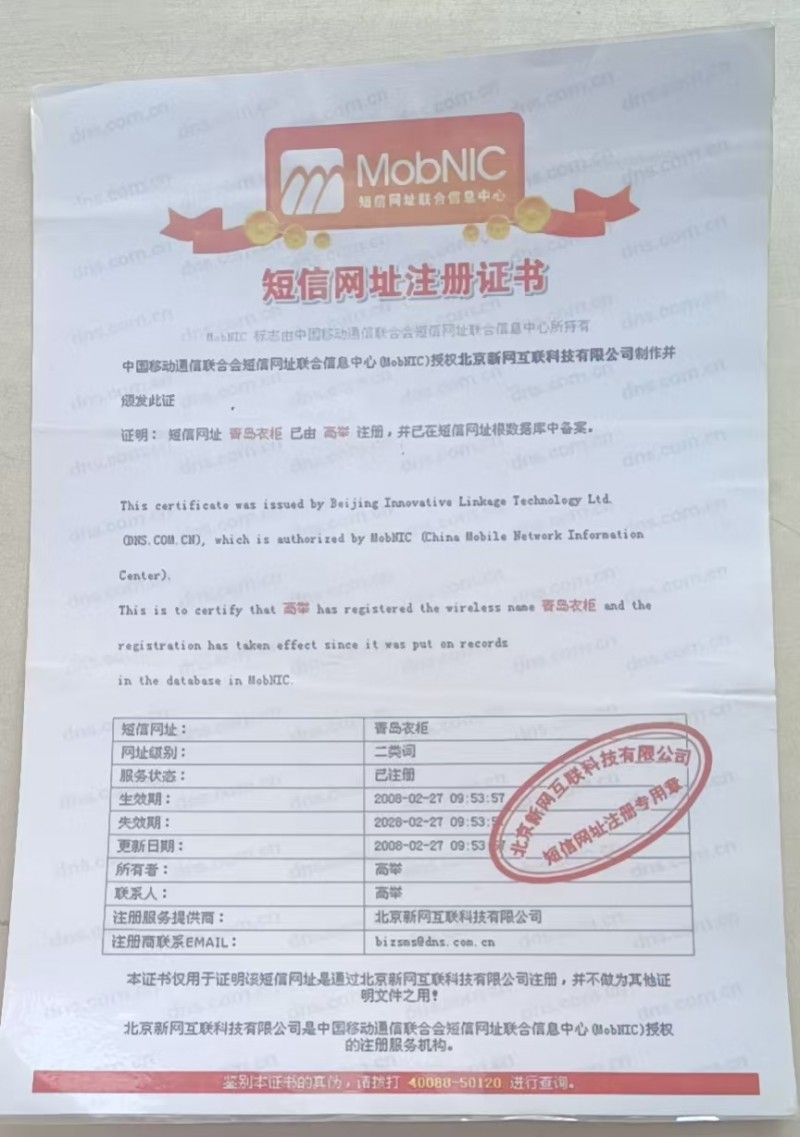 MobNIC
短信网址联合信息中心
短信网址注册证书
MobNIC 标志由中国移动通信联合会短信网址联合信息中心所持有
中国移动通信联合会短信网址联合信息中心(MobNIC)授权北京新网互联科技有限公司制作并
颁发此证
证明： 短信网址 青岛衣柜 已由 高举 注册，并已在短信网址根数据库中备案。
This certificate was issued by Beijing Innovative Linkage Technology Ltd.
(DNS.COM.CN), which is authorized by MobNIC (China Mobile Network Information
Center).
This is to certify that 高举 has registered the wireless name 青岛衣柜 and the
registration has taken effect since it was put on records
in the database in MobNIC.
短信网址： 青岛衣柜
网址级别： 二类词
服务状态： 已注册
生效期： 2008-02-27 09:53:57
失效期： 2028-02-27 09:53:5
更新日期： 2008-02-27 09:53: 7
所有者： 高举
联系人： 高举
注册服务提供商： 北京新网互联科技有限公司
注册商联系EMAIL： bizsms@dns.com.cn
北京新网互联科技有限公司
短信网址注册专用章
本证书仅用于证明该短信网址是通过北京新网互联科技有限公司注册，并不做为其他证
明文件之用！
北京新网互联科技有限公司是中国移动通信联合会短信网址联合信息中心(MobNIC)授权
的注册服务机构。
鉴别本证书的真伪，请拨打 40088-50120 进行查询。
dns.com.cn